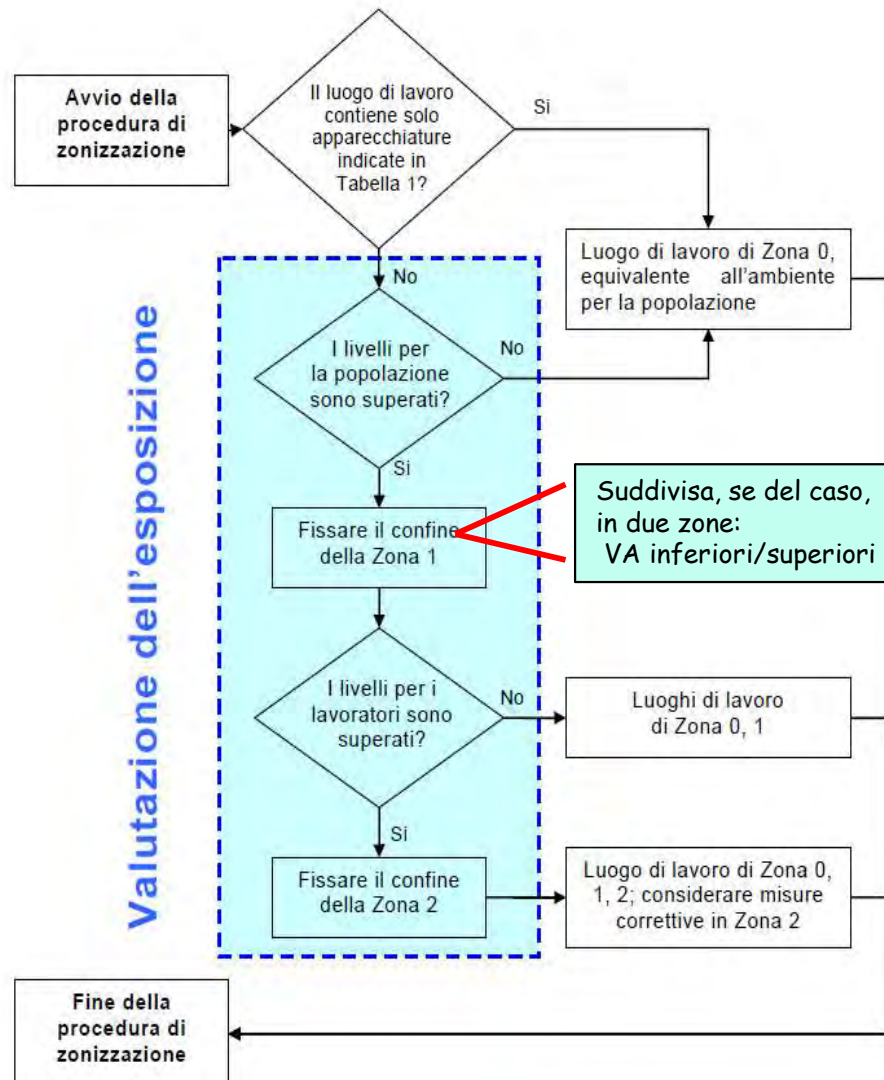 Avvio della
procedura di
zonizzazione
Il luogo di lavoro
contiene solo
apparecchiature
indicate in
Tabella 1?
Si
No
Luogo di lavoro di Zona 0,
equivalente all'ambiente
per la popolazione
Valutazione dell'esposizione
I livelli per
la popolazione
sono superati?
No
Si
Fissare il confine
della Zona 1
Suddivisa, se del caso,
in due zone:
VA inferiori/superiori
I livelli per i
lavoratori sono
superati?
No
Luoghi di lavoro
di Zona 0, 1
Si
Fissare il confine
della Zona 2
Luogo di lavoro di Zona 0,
1, 2; considerare misure
correttive in Zona 2
Fine della
procedura di
zonizzazione